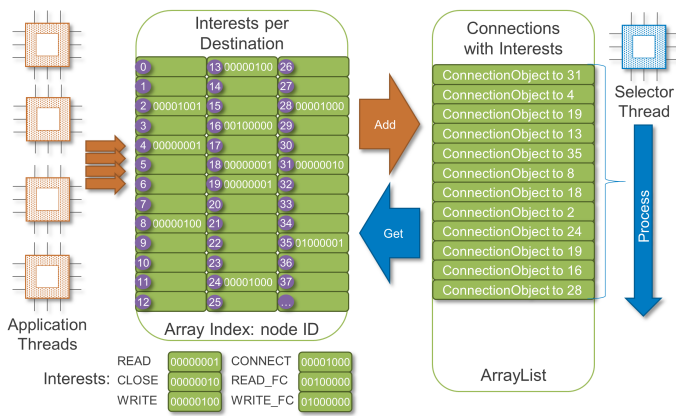 Interests per
Destination
Connections
with Interests
0
13 00000100
26
1
14
27
2 00001001
15
28 00001000
3
16 00100000
29
4 00000001
17
30
5
18 00000001
31 00000010
6
19 00000001
32
7
20
33
8 00000100
21
34
9
22
35 01000001
10
23
36
11
24 00001000
37
12
25
...
Array Index: node ID
Application
Threads
Add
Get
ConnectionObject to 31
ConnectionObject to 4
ConnectionObject to 19
ConnectionObject to 13
ConnectionObject to 35
ConnectionObject to 8
ConnectionObject to 18
ConnectionObject to 2
ConnectionObject to 24
ConnectionObject to 19
ConnectionObject to 16
ConnectionObject to 28
ArrayList
Selector
Thread
Process
Interests:
READ 00000001
CONNECT 00001000
CLOSE 00000010
READ_FC 00100000
WRITE 00000100
WRITE_FC 01000000